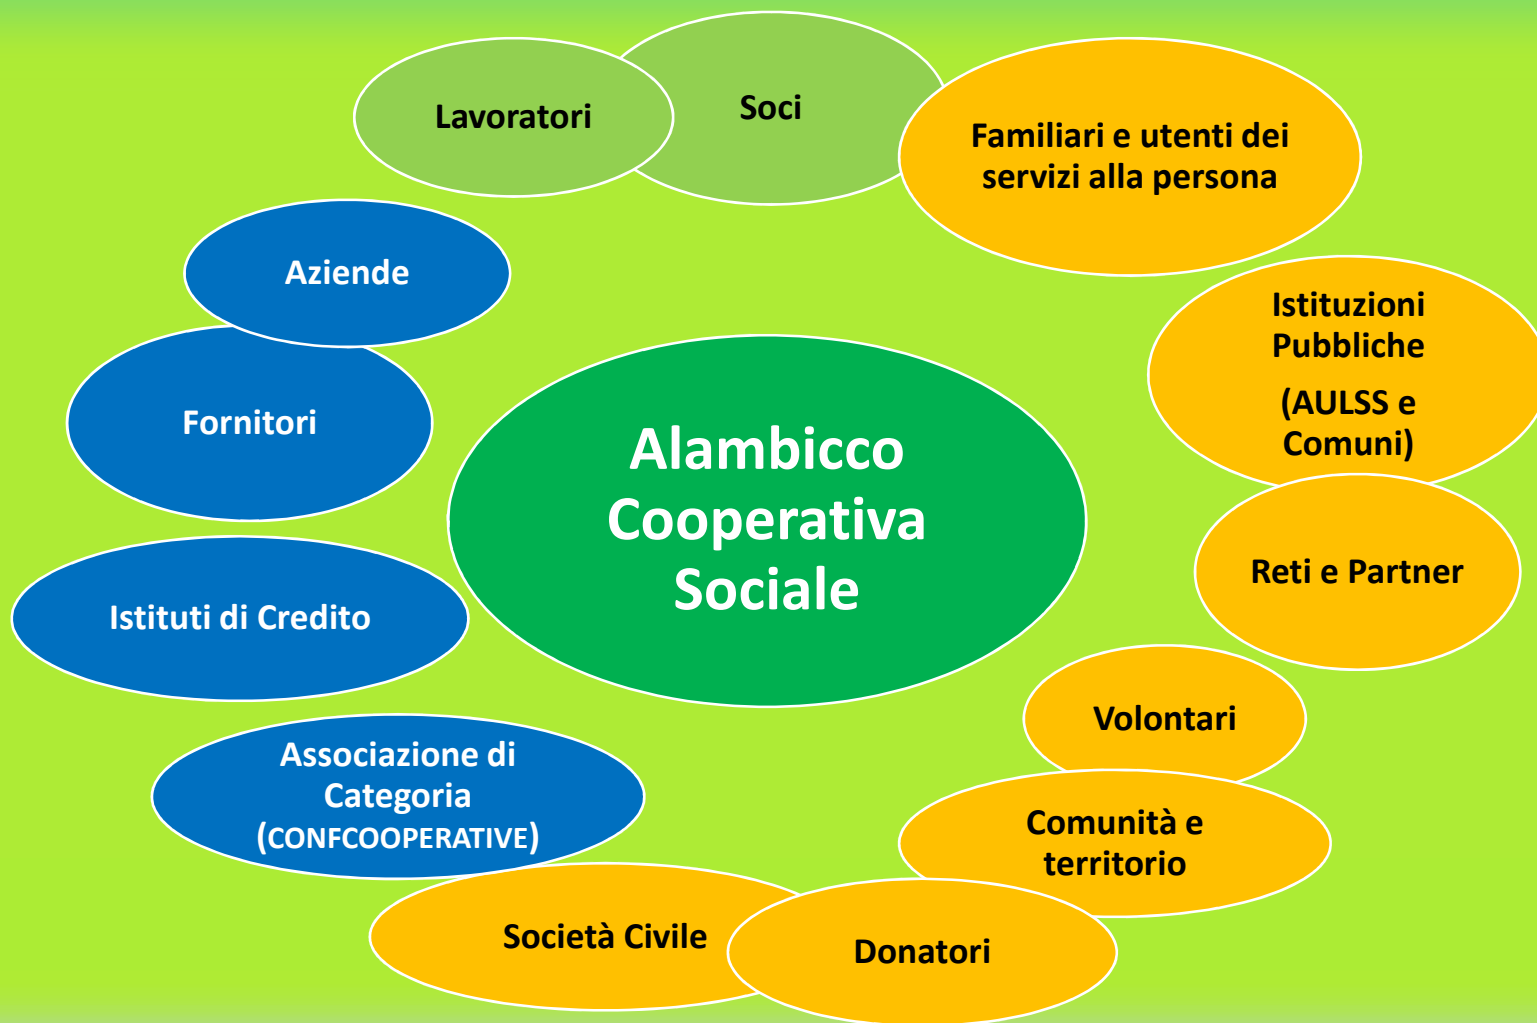 Lavoratori
Soci
Familiari e utenti dei
servizi alla persona
Aziende
Istituzioni
Pubbliche
(AULSS e
Comuni)
Fornitori
Alambicco
Cooperativa
Sociale
Reti e Partner
Istituti di Credito
Volontari
Associazione di
Categoria
(CONFCOOPERATIVE)
Comunità e
territorio
Società Civile
Donatori